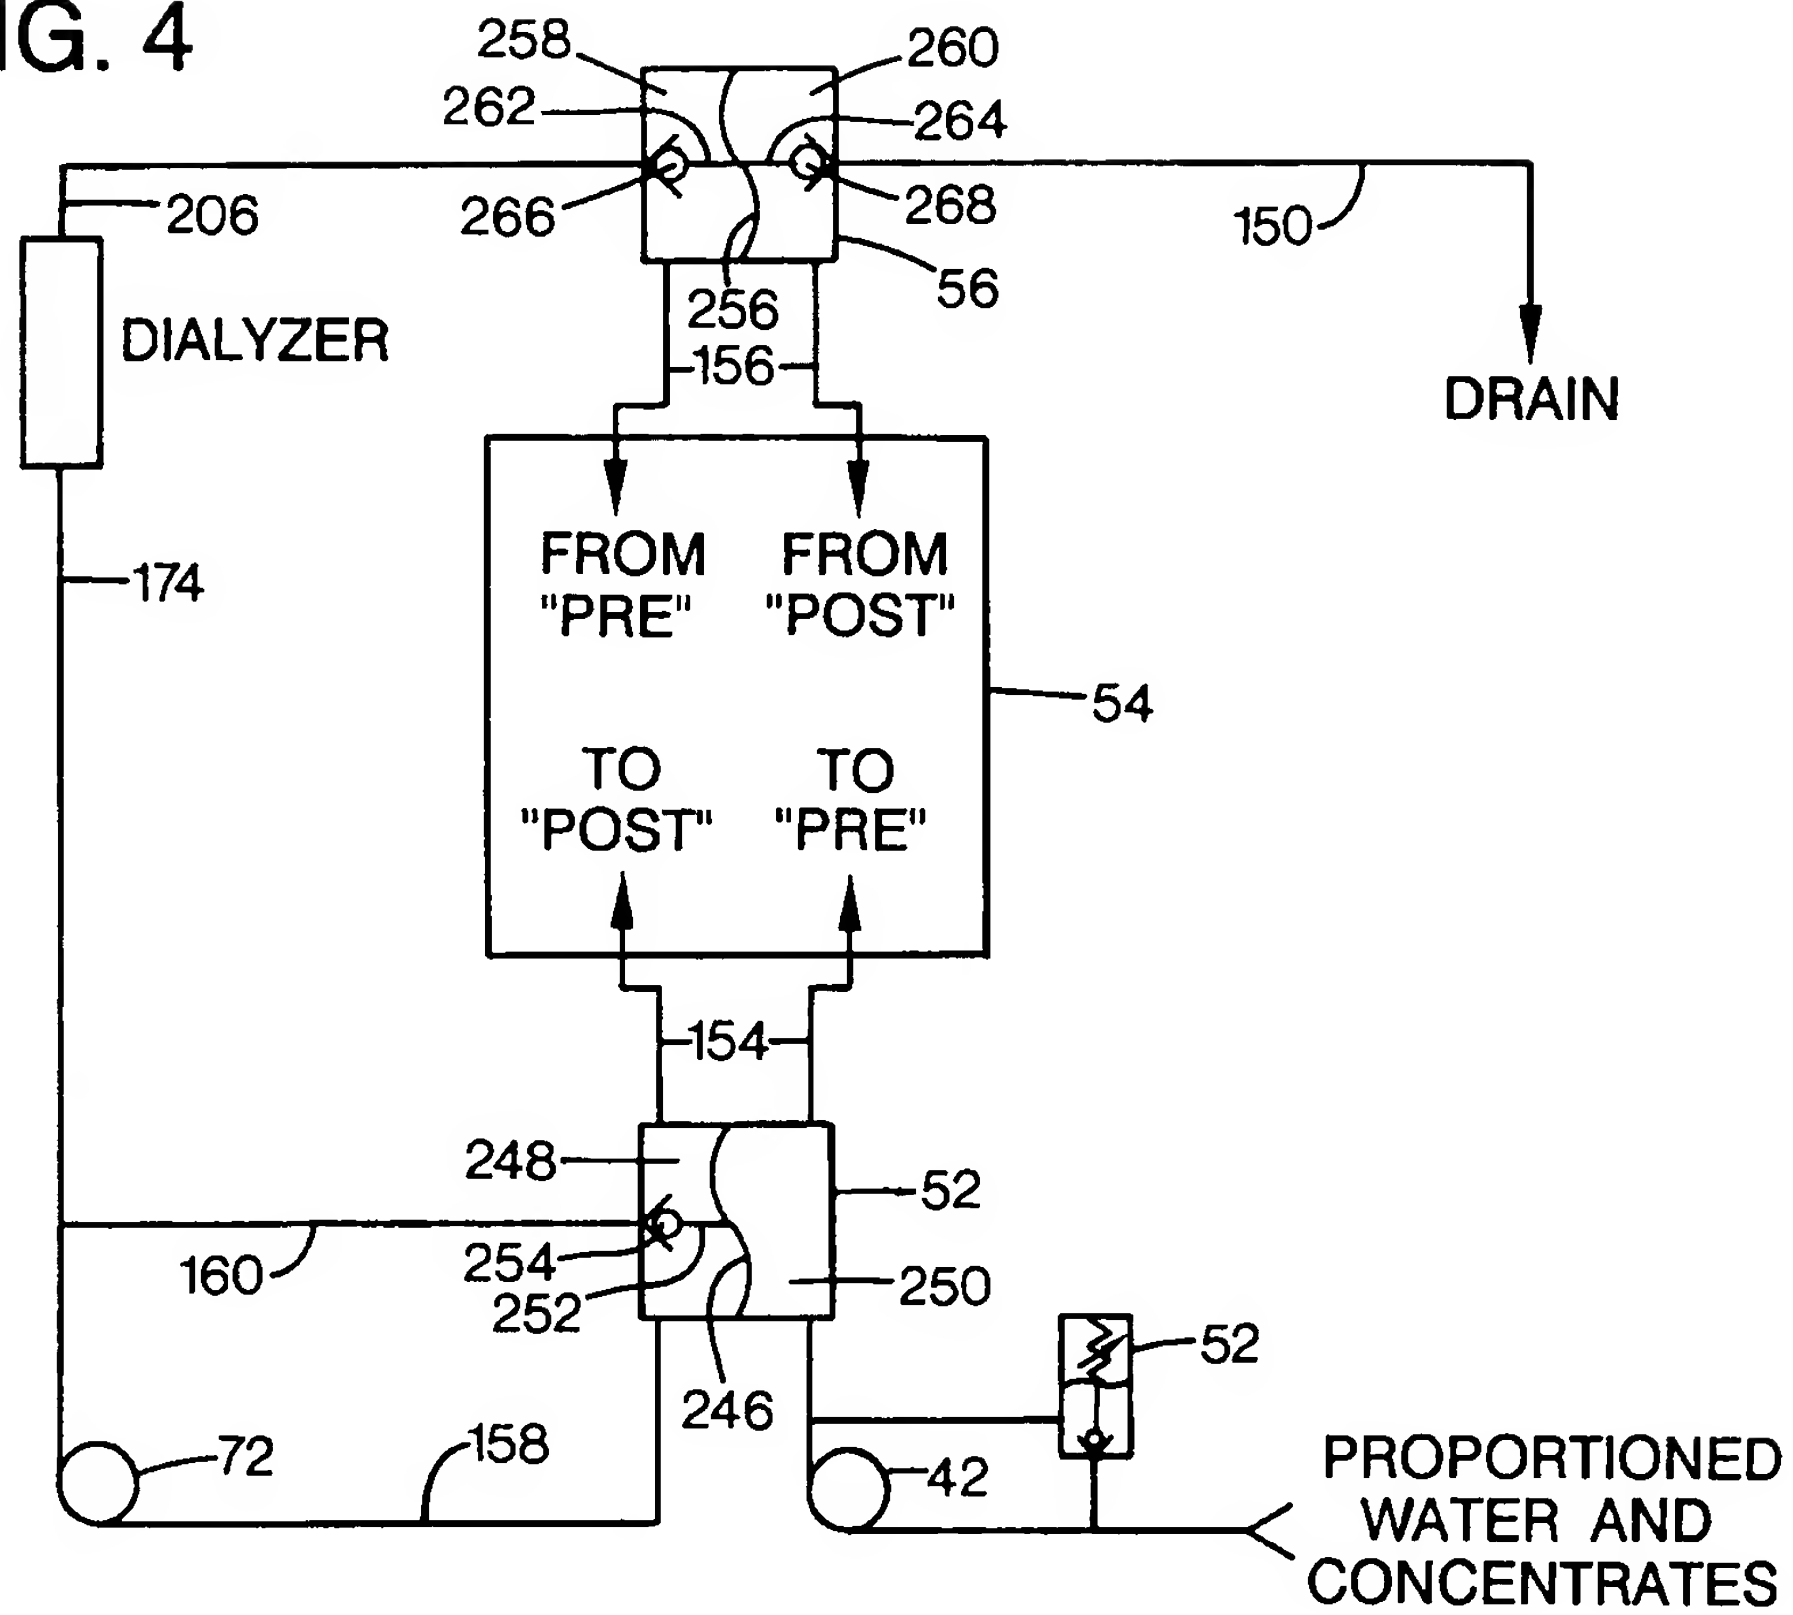 IG. 4
258
260
262
264
206
266
268
150
56
256
DIALYZER
156
DRAIN
FROM "PRE"
FROM "POST"
174
54
TO "POST"
TO "PRE"
154
248
52
254
160
250
252
52
246
158
72
42
PROPORTIONED
WATER AND
CONCENTRATES